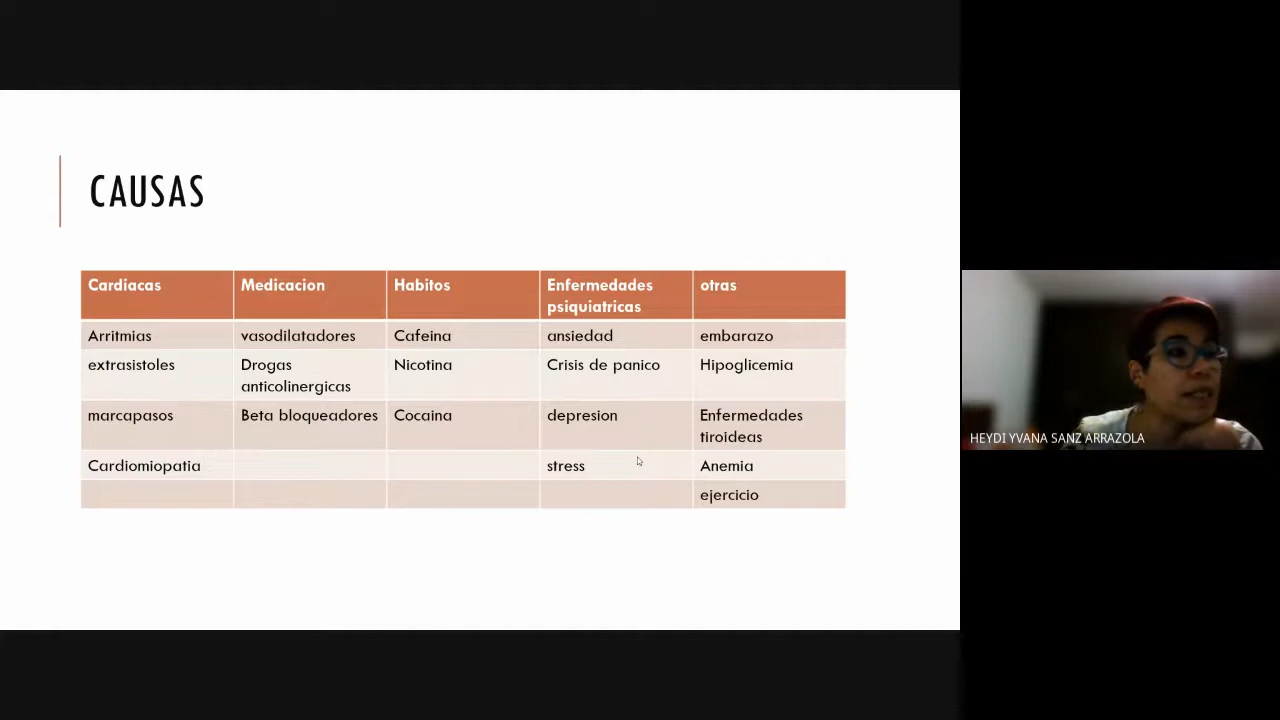 CAUSAS
Cardiacas Medicacion Habitos Enfermedades psiquiatricas otras
Arritmias vasodilatadores Cafeina ansiedad embarazo
extrasistoles Drogas anticolinergicas Nicotina Crisis de panico Hipoglicemia
marcapasos Beta bloqueadores Cocaina depresion Enfermedades tiroideas
Cardiomiopatia stress Anemia
ejercicio
HEYDI YVANA SANZ ARRAZOLA